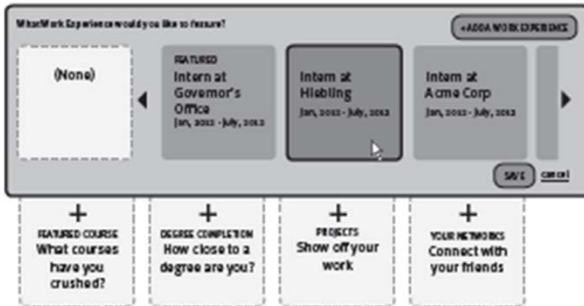 What Work Experience would you like to feature?
+ADD A WORK EXPERIENCE
(None)
FEATURED
Intern at
Governor's
Office
Jan, 2012 - July, 2012
Intern at
Hiebling
Jan, 2012 - July, 2012
Intern at
Acme Corp
Jan, 2012 - July, 2012
SAVE
cancel
+
FEATURED COURSE
What courses
have you
crushed?
+
DEGREE COMPLETION
How close to a
degree are you?
+
PROJECTS
Show off your
work
+
YOUR NETWORKS
Connect with
your friends